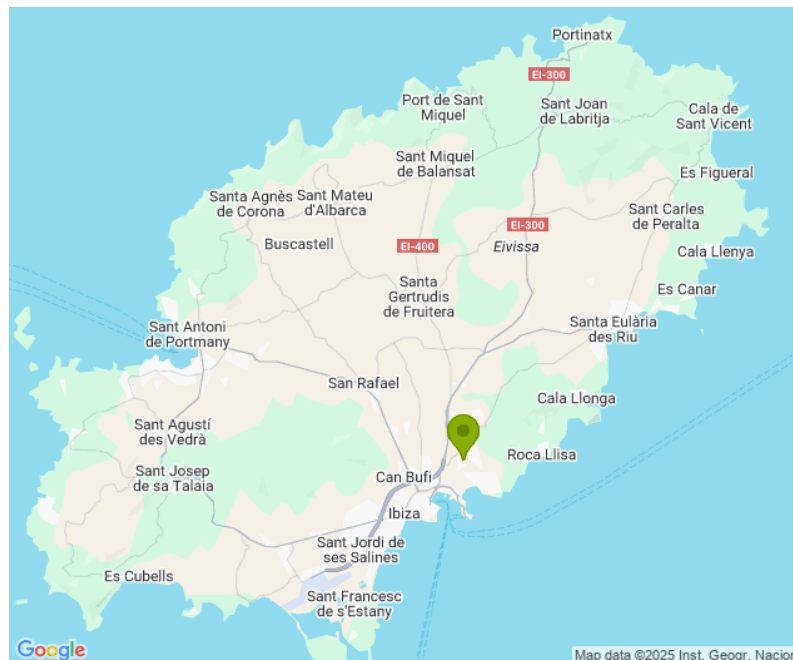 Portinatx
EI-300
Port de Sant
Miquel
Sant Joan
de Labritja
Cala de
Sant Vicent
Sant Miquel
de Balansat
Es Figueral
Santa Agnès
de Corona
Sant Mateu
d'Albarca
Sant Carles
de Peralta
EI-300
Buscastell
EI-400
Eivissa
Cala Llenya
Santa
Gertrudis
de Fruitera
Es Canar
Sant Antoni
de Portmany
Santa Eulària
des Riu
San Rafael
Cala Llonga
Sant Agustí
des Vedrà
Roca Llisa
Sant Josep
de sa Talaia
Can Bufi
Ibiza
Sant Jordi de
ses Salines
Es Cubells
Sant Francesc
de s'Estany
Google
Map data ©2025 Inst. Geogr. Nacior